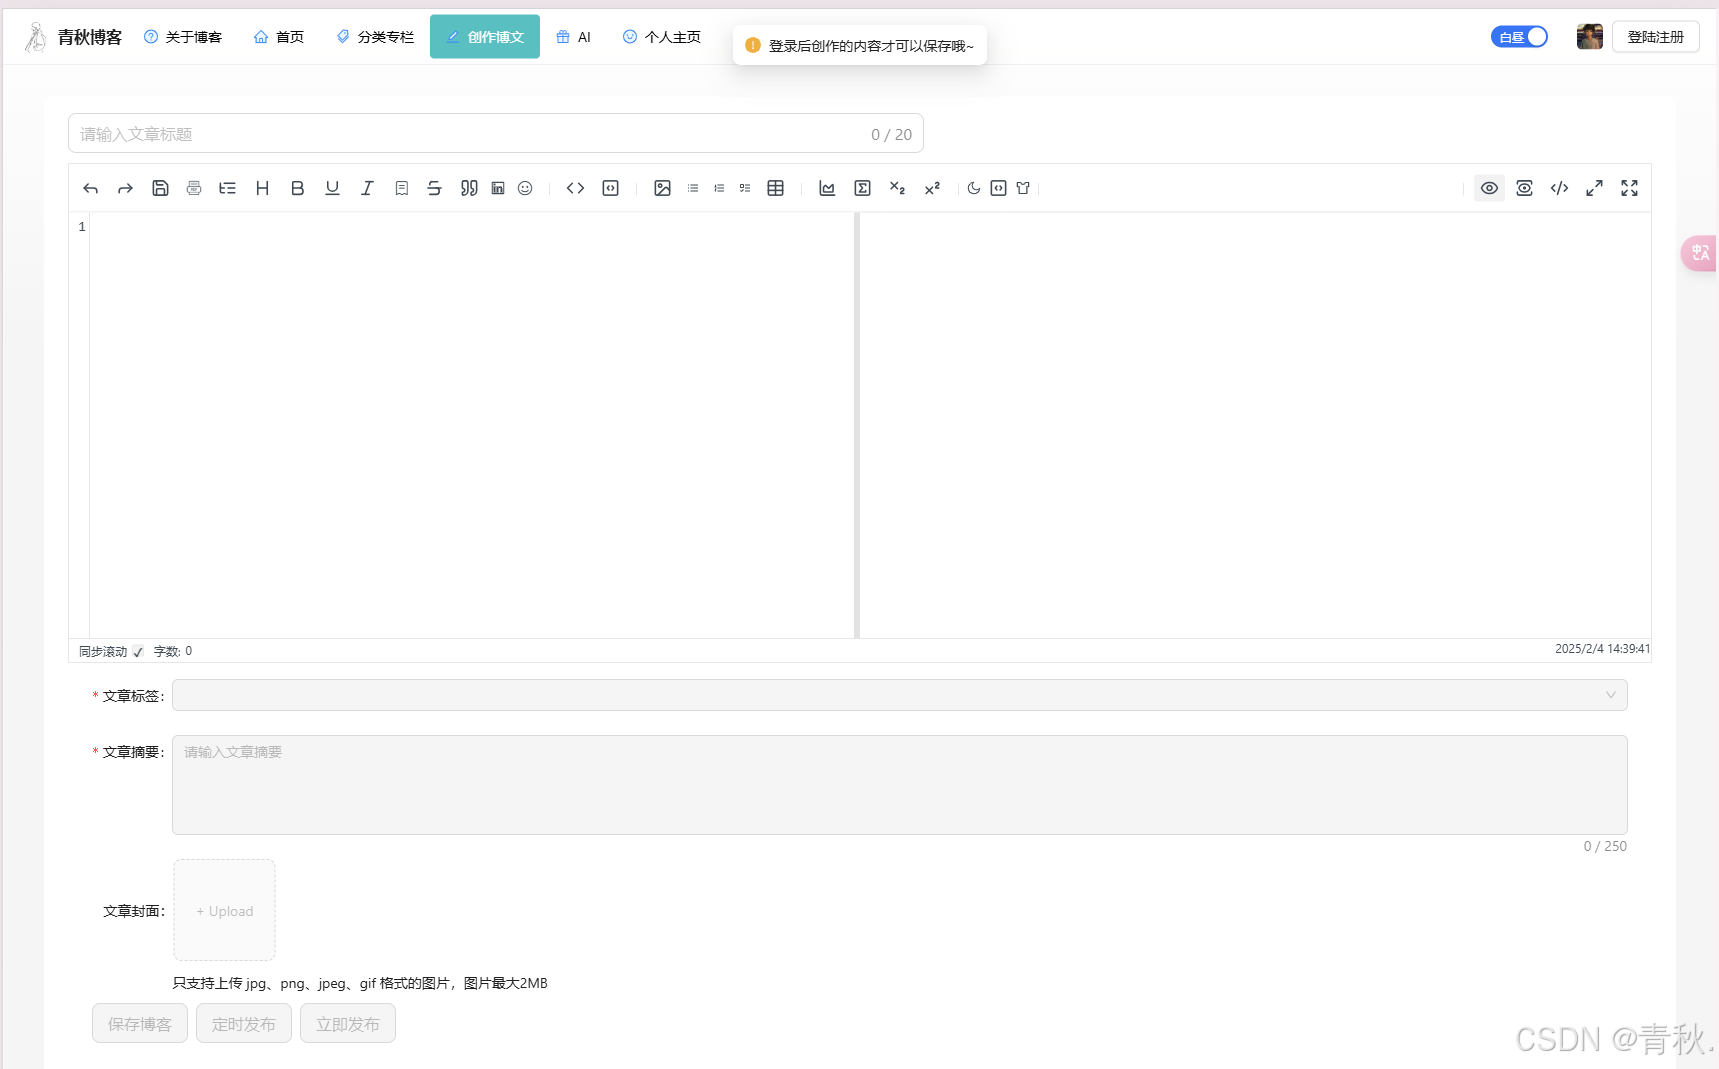 青秋博客
关于博客
首页
分类专栏
创作博文
AI
个人主页
登录后创作的内容才可以保存哦~
白昼
登陆注册
请输入文章标题
0 / 20
1
同步滚动
字数: 0
2025/2/4 14:39:41
* 文章标签:
* 文章摘要:
请输入文章摘要
0 / 250
文章封面:
+ Upload
只支持上传 jpg、png、jpeg、gif 格式的图片，图片最大2MB
保存博客
定时发布
立即发布
CSDN @青秋.